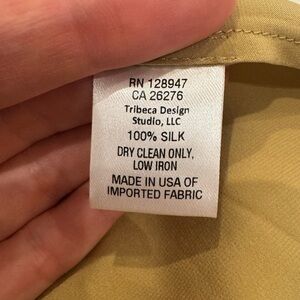 RN 128947
CA 26276
Tribeca Design
Studio, LLC
100% SILK
DRY CLEAN ONLY,
LOW IRON
MADE IN USA OF
IMPORTED FABRIC